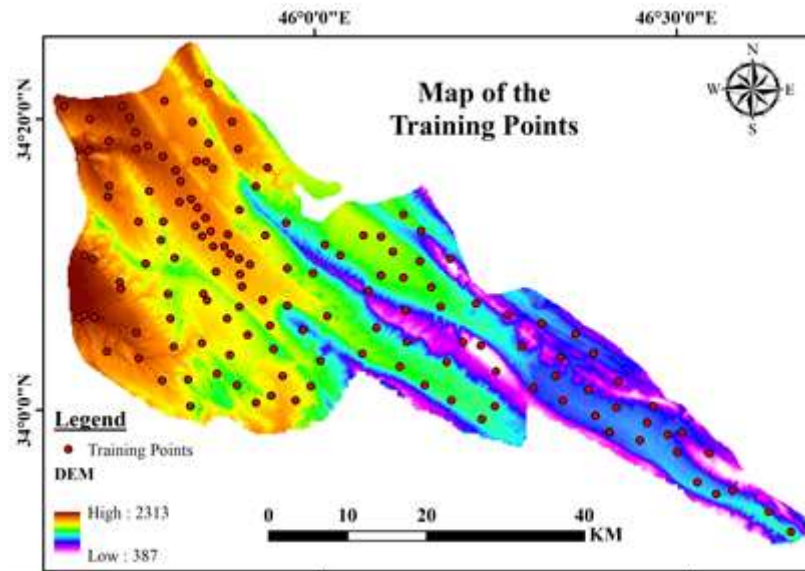 46°0'0"E 46°30'0"E
34°20'0"N
34°0'0"N
Map of the
Training Points
N
W E
S
Legend
Training Points
DEM
High : 2313
Low : 387
0 10 20 40
KM